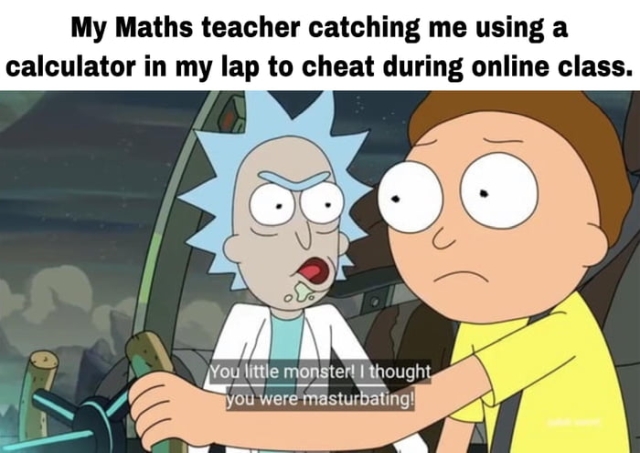 My Maths teacher catching me using a
calculator in my lap to cheat during online class.
You little monster! I thought
you were masturbating!